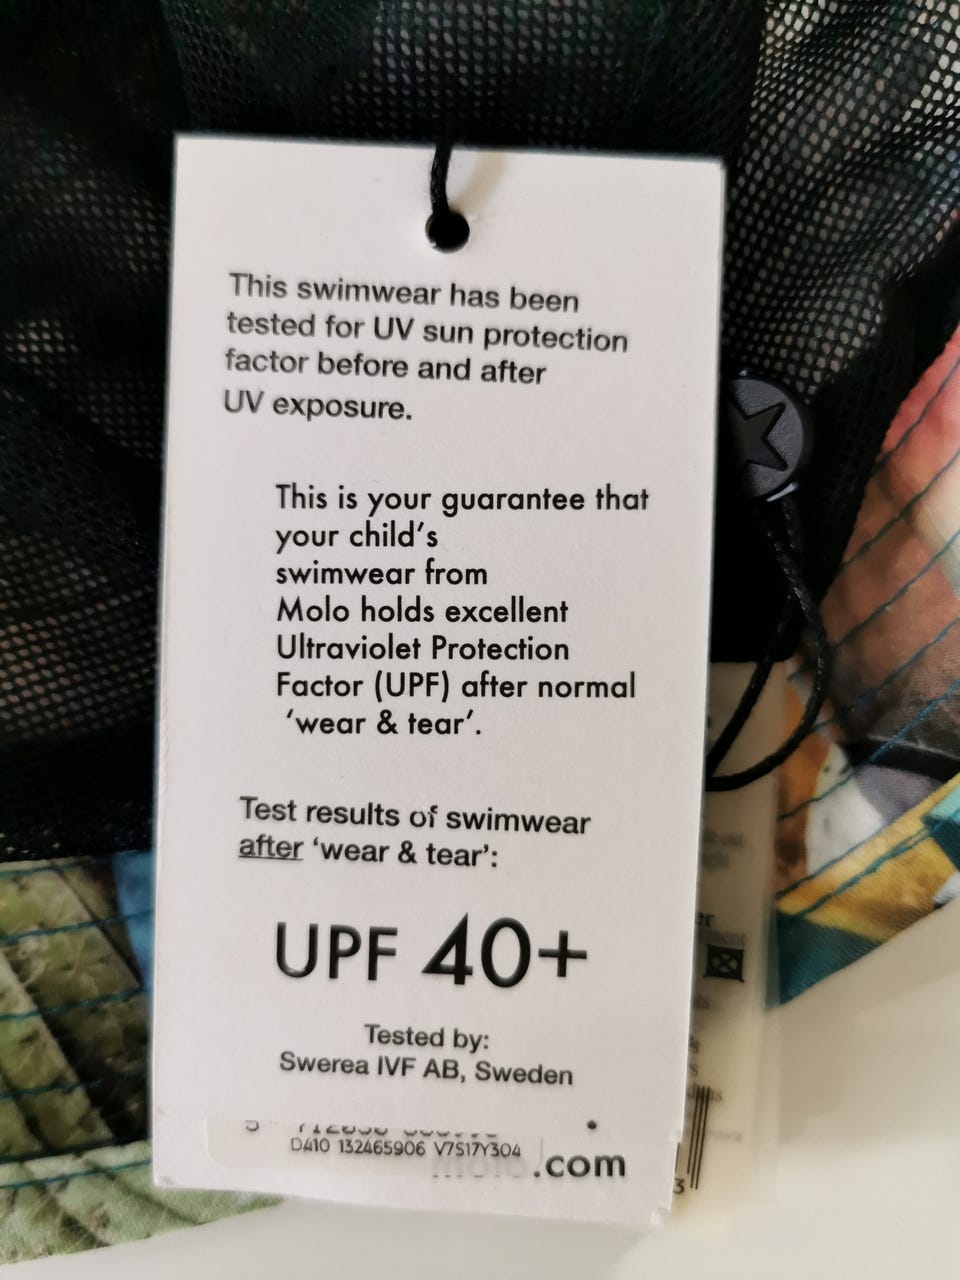 This swimwear has been
tested for UV sun protection
factor before and after
UV exposure.
This is your guarantee that
your child's
swimwear from
Molo holds excellent
Ultraviolet Protection
Factor (UPF) after normal
'wear & tear'.
Test results of swimwear
after 'wear & tear':
UPF 40+
Tested by:
Swerea IVF AB, Sweden
D410 132465906 V7S17Y304
.com
3